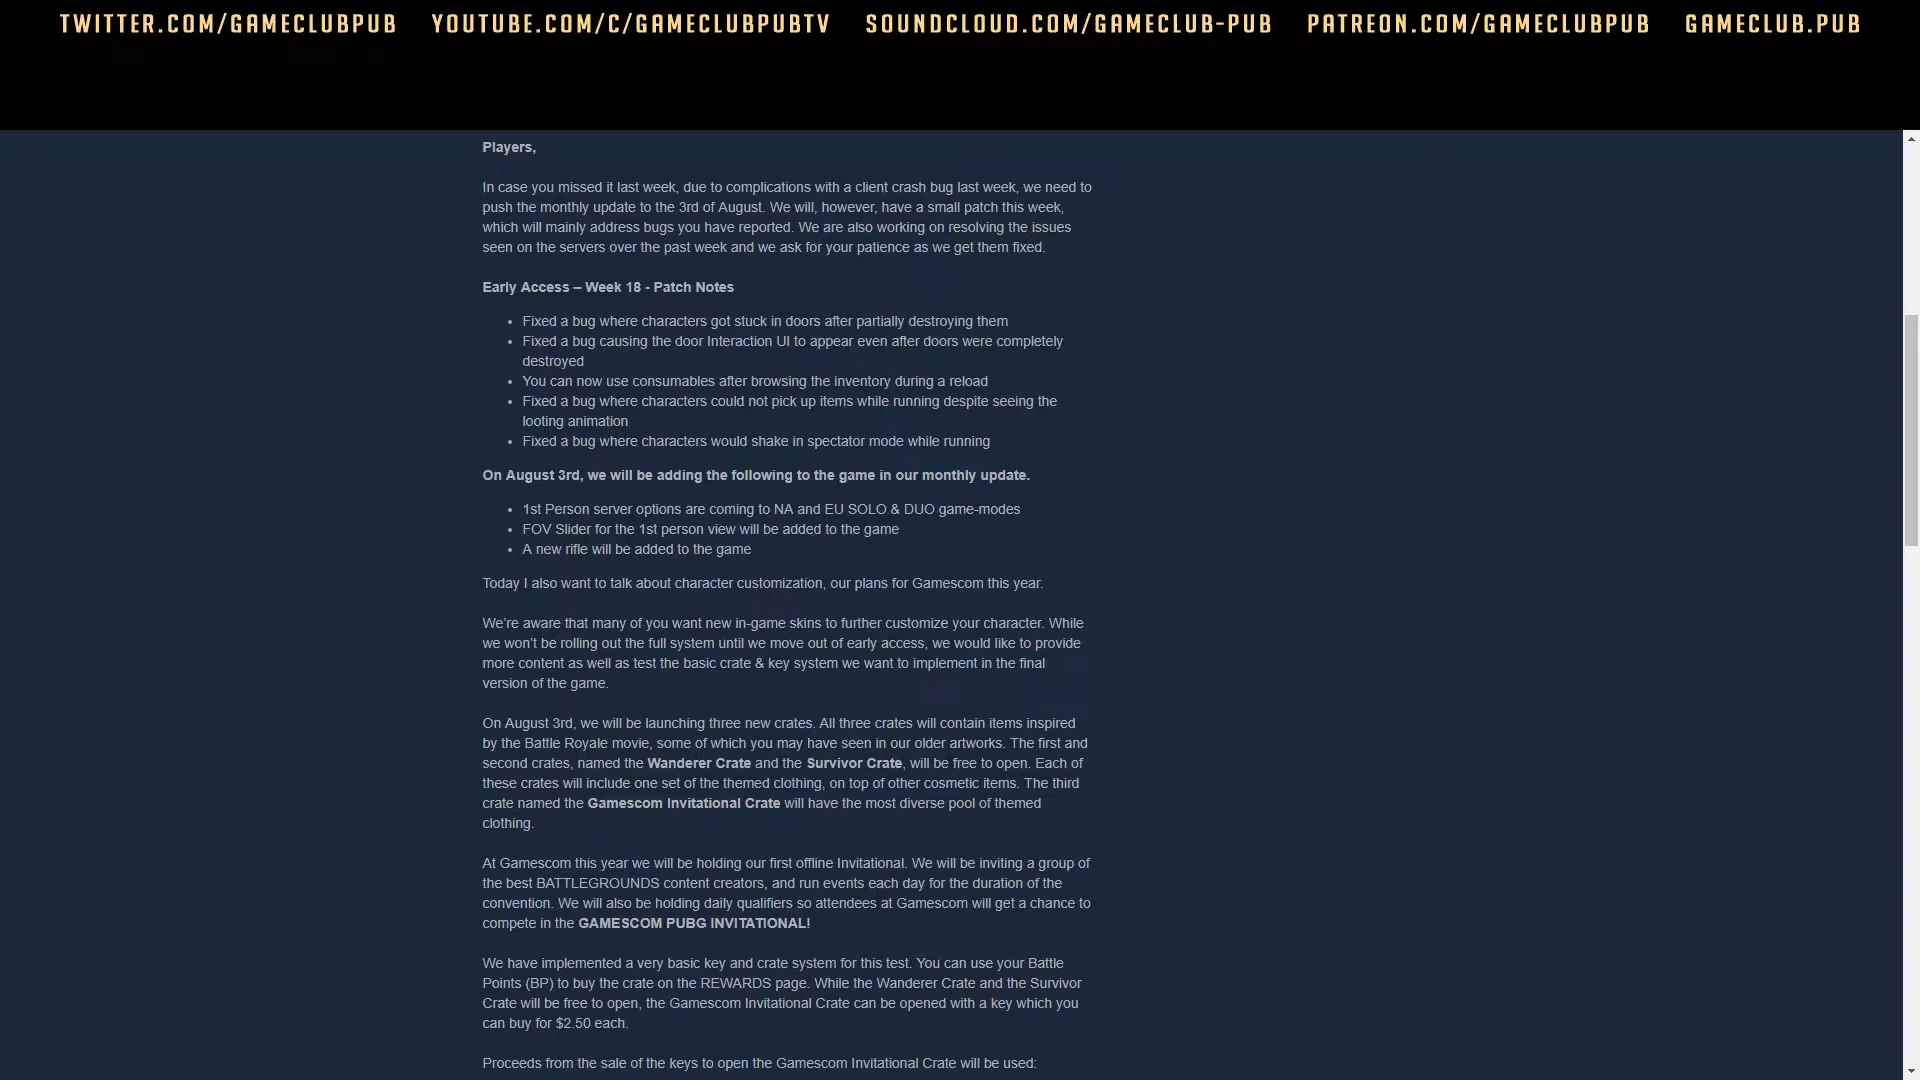 TWITTER.COM/GAMECLUBPUB YOUTUBE.COM/C/GAMECLUBPUBTV SOUNDCLOUD.COM/GAMECLUB-PUB PATREON.COM/GAMECLUBPUB GAMECLUB.PUB
Players,
In case you missed it last week, due to complications with a client crash bug last week, we need to
push the monthly update to the 3rd of August. We will, however, have a small patch this week,
which will mainly address bugs you have reported. We are also working on resolving the issues
seen on the servers over the past week and we ask for your patience as we get them fixed.
Early Access – Week 18 - Patch Notes
• Fixed a bug where characters got stuck in doors after partially destroying them
• Fixed a bug causing the door Interaction UI to appear even after doors were completely
destroyed
• You can now use consumables after browsing the inventory during a reload
• Fixed a bug where characters could not pick up items while running despite seeing the
looting animation
• Fixed a bug where characters would shake in spectator mode while running
On August 3rd, we will be adding the following to the game in our monthly update.
• 1st Person server options are coming to NA and EU SOLO & DUO game-modes
• FOV Slider for the 1st person view will be added to the game
• A new rifle will be added to the game
Today I also want to talk about character customization, our plans for Gamescom this year.
We're aware that many of you want new in-game skins to further customize your character. While
we won't be rolling out the full system until we move out of early access, we would like to provide
more content as well as test the basic crate & key system we want to implement in the final
version of the game.
On August 3rd, we will be launching three new crates. All three crates will contain items inspired
by the Battle Royale movie, some of which you may have seen in our older artworks. The first and
second crates, named the Wanderer Crate and the Survivor Crate, will be free to open. Each of
these crates will include one set of the themed clothing, on top of other cosmetic items. The third
crate named the Gamescom Invitational Crate will have the most diverse pool of themed
clothing.
At Gamescom this year we will be holding our first offline Invitational. We will be inviting a group of
the best BATTLEGROUNDS content creators, and run events each day for the duration of the
convention. We will also be holding daily qualifiers so attendees at Gamescom will get a chance to
compete in the GAMESCOM PUBG INVITATIONAL!
We have implemented a very basic key and crate system for this test. You can use your Battle
Points (BP) to buy the crate on the REWARDS page. While the Wanderer Crate and the Survivor
Crate will be free to open, the Gamescom Invitational Crate can be opened with a key which you
can buy for $2.50 each.
Proceeds from the sale of the keys to open the Gamescom Invitational Crate will be used: